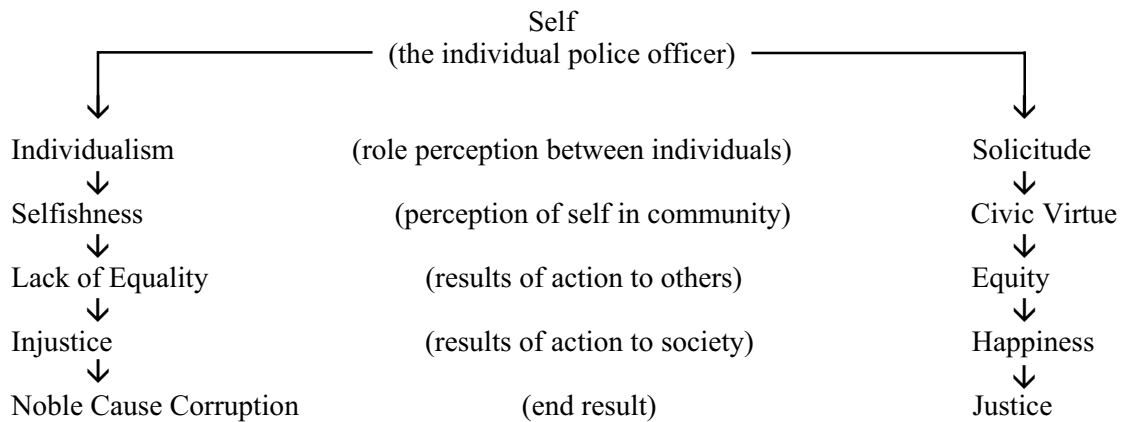 Self
(the individual police officer)
Individualism (role perception between individuals) Solicitude
Selfishness (perception of self in community) Civic Virtue
Lack of Equality (results of action to others) Equity
Injustice (results of action to society) Happiness
Noble Cause Corruption (end result) Justice